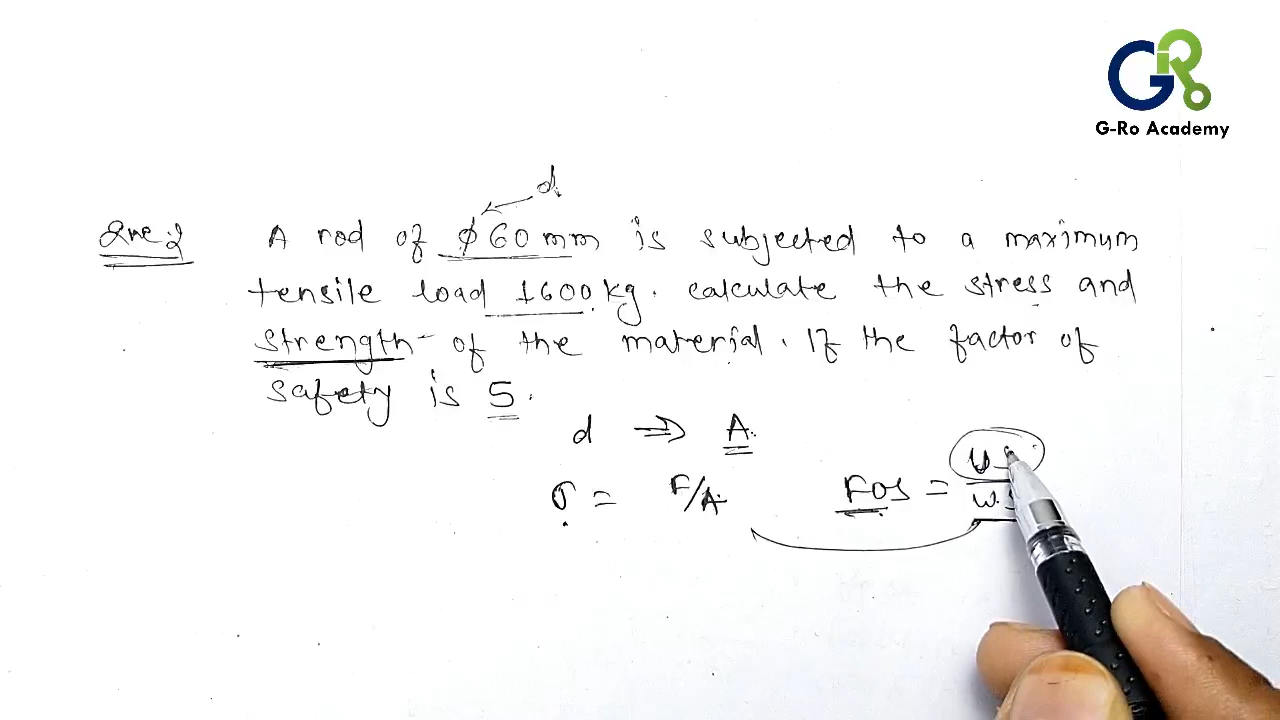 G-Ro Academy
d
Que:2 A rod of ϕ60 mm is subjected to a maximum
tensile load 1600 kg. calculate the stress and
strength of the material. If the factor of
safety is 5.
d ⇒ A.
σ = F/A. FOS = U.S
W.S